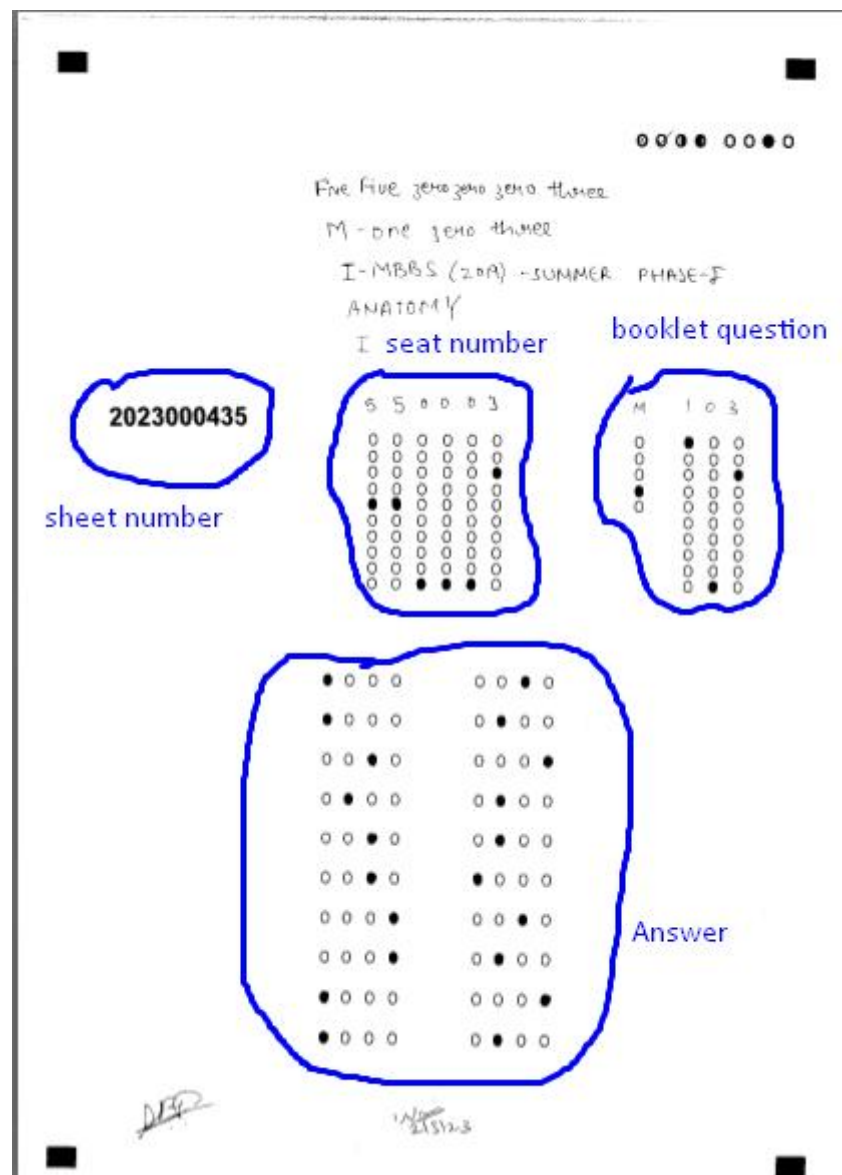 Five Five zero zero zero three
M - one zero three
I - MBBS (2019) - SUMMER PHASE-I
ANATOMY
I
seat number
booklet question
2023000435
5 5 0 0 0 3
M 1 0 3
sheet number
Answer